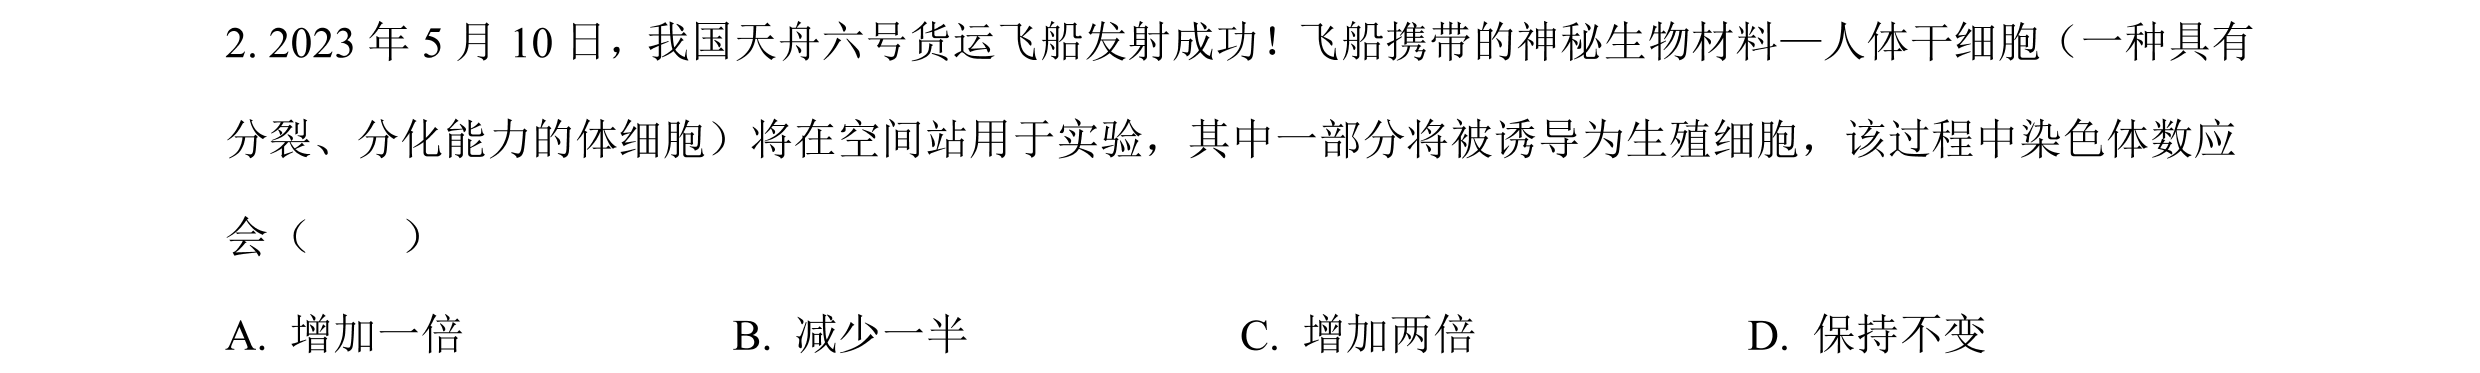 2. 2023 年 5 月 10 日，我国天舟六号货运飞船发射成功！飞船携带的神秘生物材料—人体干细胞（一种具有
分裂、分化能力的体细胞）将在空间站用于实验，其中一部分将被诱导为生殖细胞，该过程中染色体数应
会（　　）
A. 增加一倍 B. 减少一半 C. 增加两倍 D. 保持不变